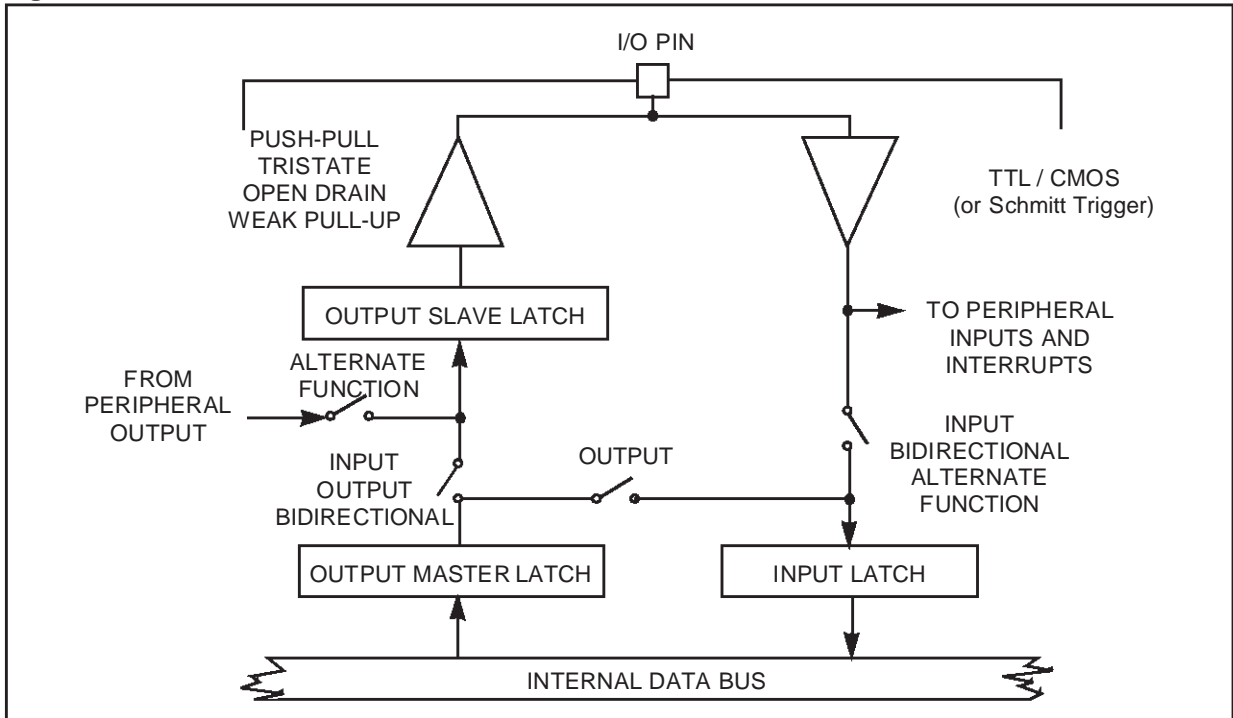 I/O PIN
PUSH-PULL
TRISTATE
OPEN DRAIN
WEAK PULL-UP
TTL / CMOS
(or Schmitt Trigger)
OUTPUT SLAVE LATCH
TO PERIPHERAL
INPUTS AND
INTERRUPTS
ALTERNATE
FUNCTION
FROM
PERIPHERAL
OUTPUT
INPUT
OUTPUT
BIDIRECTIONAL
OUTPUT
INPUT
BIDIRECTIONAL
ALTERNATE
FUNCTION
OUTPUT MASTER LATCH
INPUT LATCH
INTERNAL DATA BUS